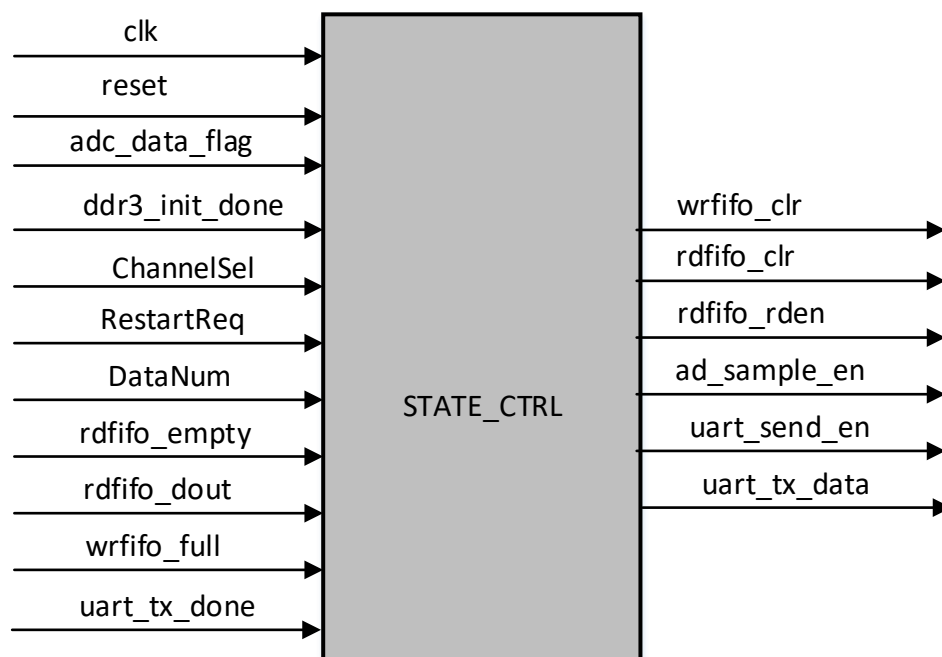 clk
reset
adc_data_flag
ddr3_init_done
ChannelSel
RestartReq
DataNum
rdfifo_empty
rdfifo_dout
wrfifo_full
uart_tx_done
STATE_CTRL
wrfifo_clr
rdfifo_clr
rdfifo_rden
ad_sample_en
uart_send_en
uart_tx_data